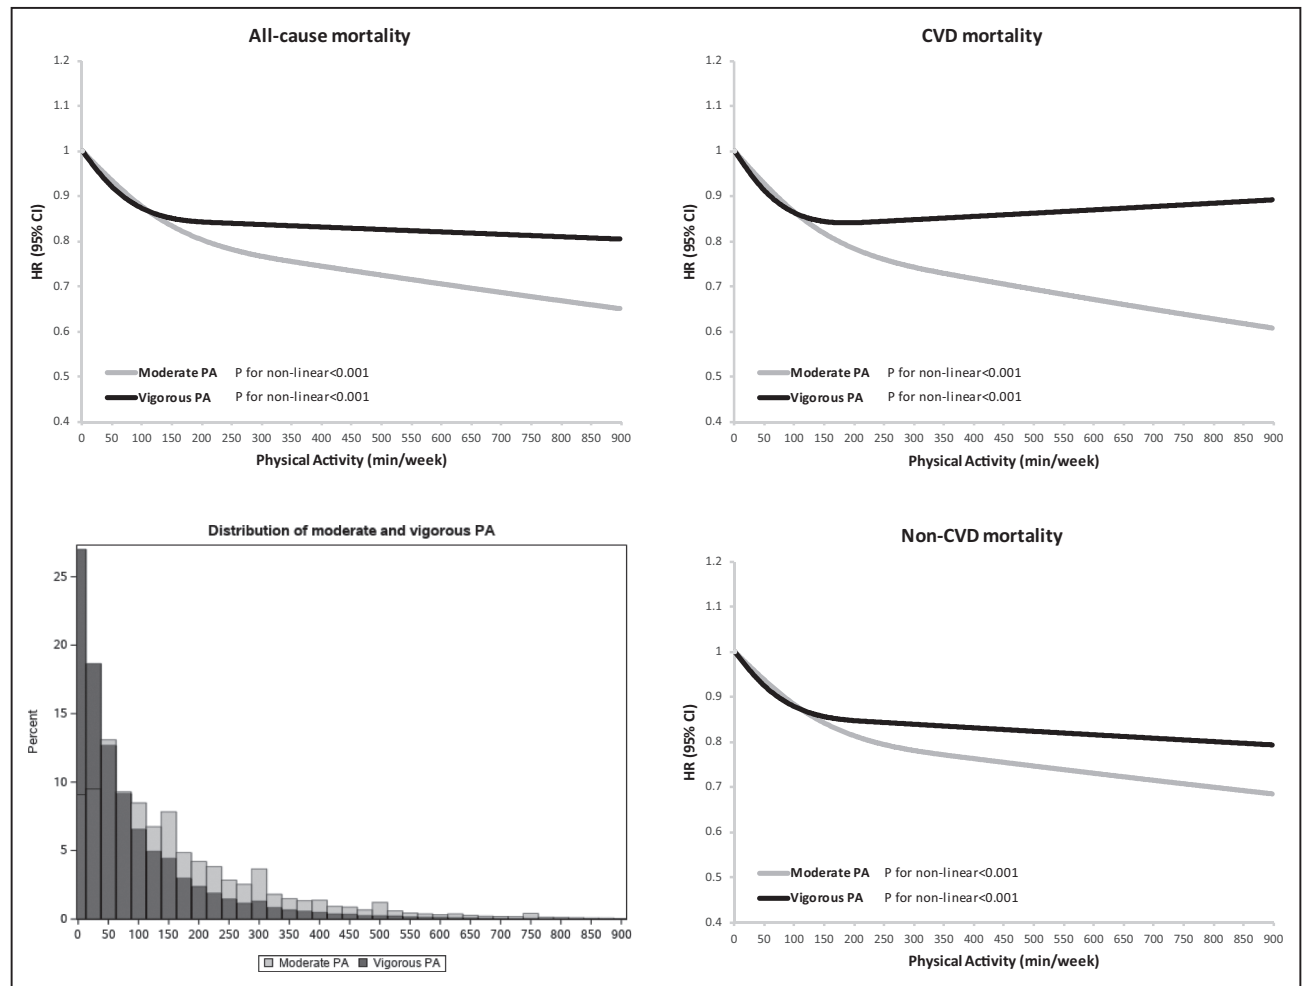 All-cause mortality
1.2
1.1
1
0.9
0.8
0.7
0.6
0.5
0.4
HR (95% CI)
Moderate PA P for non-linear<0.001
Vigorous PA P for non-linear<0.001
0 50 100 150 200 250 300 350 400 450 500 550 600 650 700 750 800 850 900
Physical Activity (min/week)
CVD mortality
1.2
1.1
1
0.9
0.8
0.7
0.6
0.5
0.4
HR (95% CI)
Moderate PA P for non-linear<0.001
Vigorous PA P for non-linear<0.001
0 50 100 150 200 250 300 350 400 450 500 550 600 650 700 750 800 850 900
Physical Activity (min/week)
Distribution of moderate and vigorous PA
25
20
15
10
5
0
Percent
0 50 100 150 200 250 300 350 400 450 500 550 600 650 700 750 800 850 900
Moderate PA Vigorous PA
Non-CVD mortality
1.2
1.1
1
0.9
0.8
0.7
0.6
0.5
0.4
HR (95% CI)
Moderate PA P for non-linear<0.001
Vigorous PA P for non-linear<0.001
0 50 100 150 200 250 300 350 400 450 500 550 600 650 700 750 800 850 900
Physical Activity (min/week)